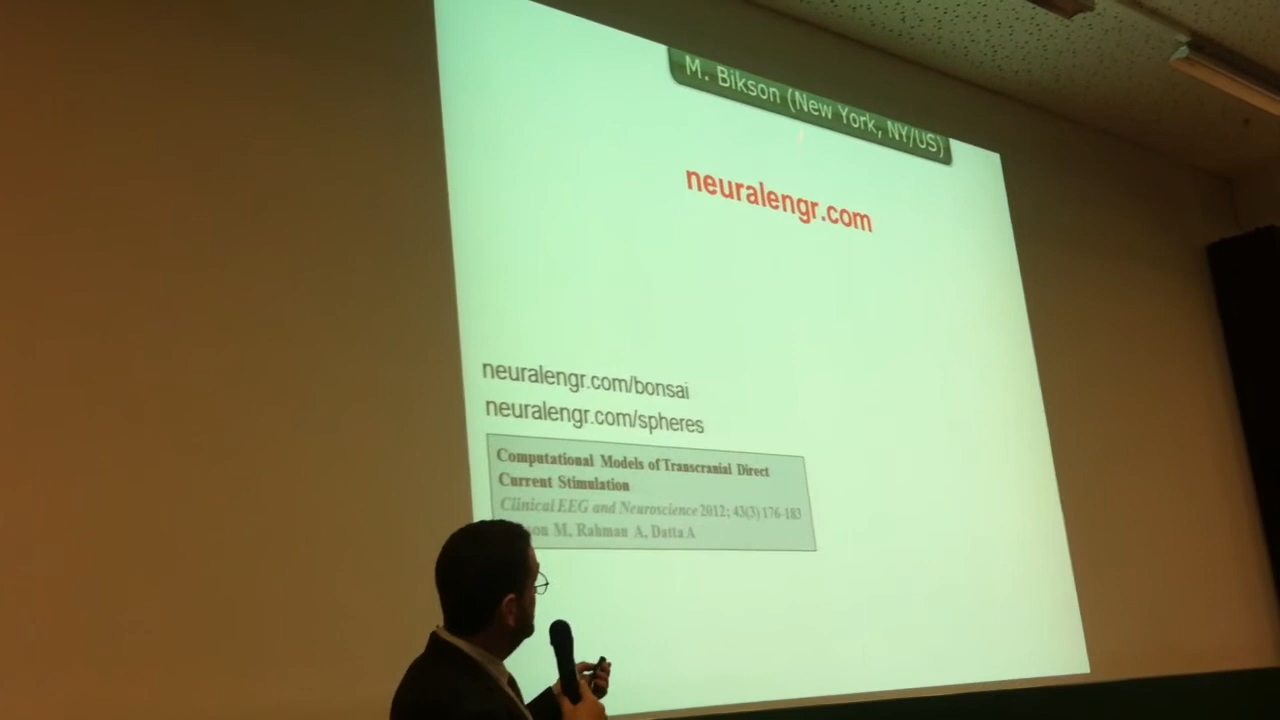 M. Bikson (New York, NY/US)
neuralengr.com
neuralengr.com/bonsai
neuralengr.com/spheres
Computational Models of Transcranial Direct
Current Stimulation
Clinical EEG and Neuroscience 2012; 43(3) 176-183
M, Rahman A, Datta A